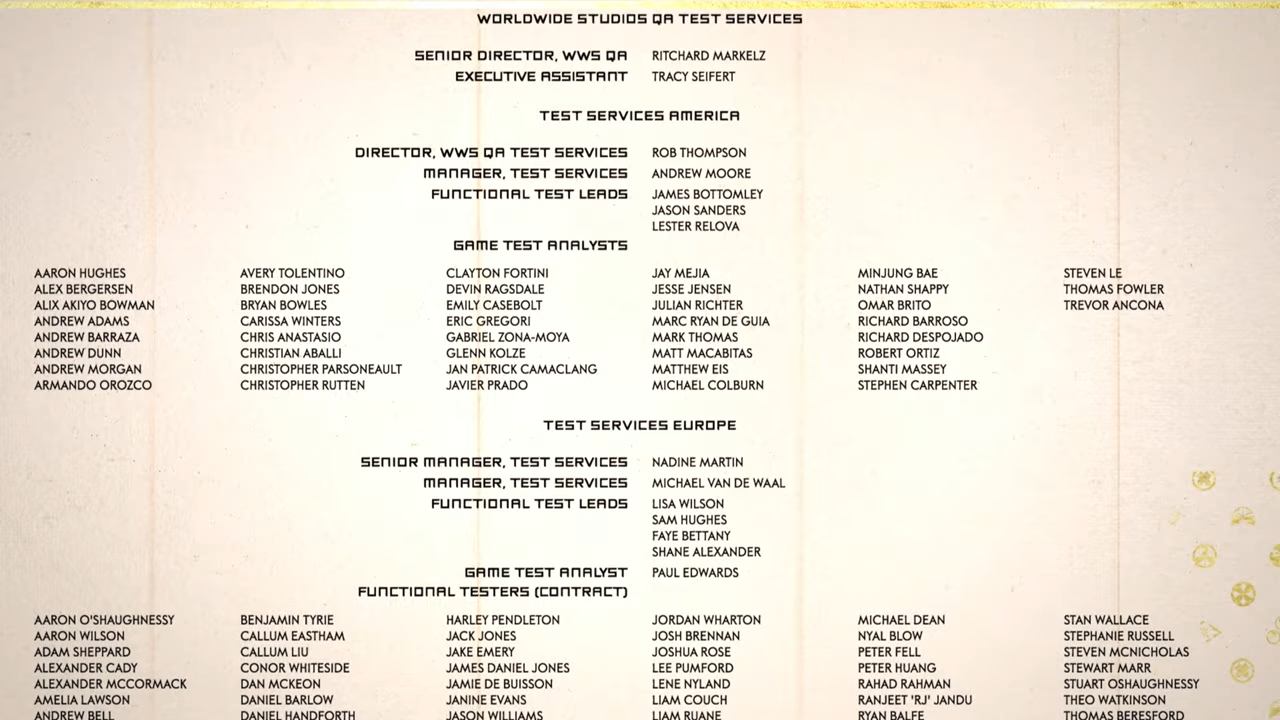 WORLDWIDE STUDIOS QA TEST SERVICES
SENIOR DIRECTOR, WWS QA RITCHARD MARKELZ
EXECUTIVE ASSISTANT TRACY SEIFERT
TEST SERVICES AMERICA
DIRECTOR, WWS QA TEST SERVICES ROB THOMPSON
MANAGER, TEST SERVICES ANDREW MOORE
FUNCTIONAL TEST LEADS JAMES BOTTOMLEY
JASON SANDERS
LESTER RELOVA
GAME TEST ANALYSTS
AARON HUGHES AVERY TOLENTINO CLAYTON FORTINI JAY MEJIA MINJUNG BAE STEVEN LE
ALEX BERGERSEN BRENDON JONES DEVIN RAGSDALE JESSE JENSEN NATHAN SHAPPY THOMAS FOWLER
ALIX AKIYO BOWMAN BRYAN BOWLES EMILY CASEBOLT JULIAN RICHTER OMAR BRITO TREVOR ANCONA
ANDREW ADAMS CARISSA WINTERS ERIC GREGORI MARC RYAN DE GUIA RICHARD BARROSO
ANDREW BARRAZA CHRIS ANASTASIO GABRIEL ZONA-MOYA MARK THOMAS RICHARD DESPOJADO
ANDREW DUNN CHRISTIAN ABALLI GLENN KOLZE MATT MACABITAS ROBERT ORTIZ
ANDREW MORGAN CHRISTOPHER PARSONEAULT JAN PATRICK CAMACLANG MATTHEW EIS SHANTI MASSEY
ARMANDO OROZCO CHRISTOPHER RUTTEN JAVIER PRADO MICHAEL COLBURN STEPHEN CARPENTER
TEST SERVICES EUROPE
SENIOR MANAGER, TEST SERVICES NADINE MARTIN
MANAGER, TEST SERVICES MICHAEL VAN DE WAAL
FUNCTIONAL TEST LEADS LISA WILSON
SAM HUGHES
FAYE BETTANY
SHANE ALEXANDER
GAME TEST ANALYST PAUL EDWARDS
FUNCTIONAL TESTERS (CONTRACT)
AARON O'SHAUGHNESSY BENJAMIN TYRIE HARLEY PENDLETON JORDAN WHARTON MICHAEL DEAN STAN WALLACE
AARON WILSON CALLUM EASTHAM JACK JONES JOSH BRENNAN NYAL BLOW STEPHANIE RUSSELL
ADAM SHEPPARD CALLUM LIU JAKE EMERY JOSHUA ROSE PETER FELL STEVEN MCNICHOLAS
ALEXANDER CADY CONOR WHITESIDE JAMES DANIEL JONES LEE PUMFORD PETER HUANG STEWART MARR
ALEXANDER MCCORMACK DAN MCKEON JAMIE DE BUISSON LENE NYLAND RAHAD RAHMAN STUART OSHAUGHNESSY
AMELIA LAWSON DANIEL BARLOW JANINE EVANS LIAM COUCH RANJEET 'RJ' JANDU THEO WATKINSON
ANDREW BELL DANIEL HANDFORTH JASON WILLIAMS LIAM RUANE RYAN BALFE THOMAS BERESFORD